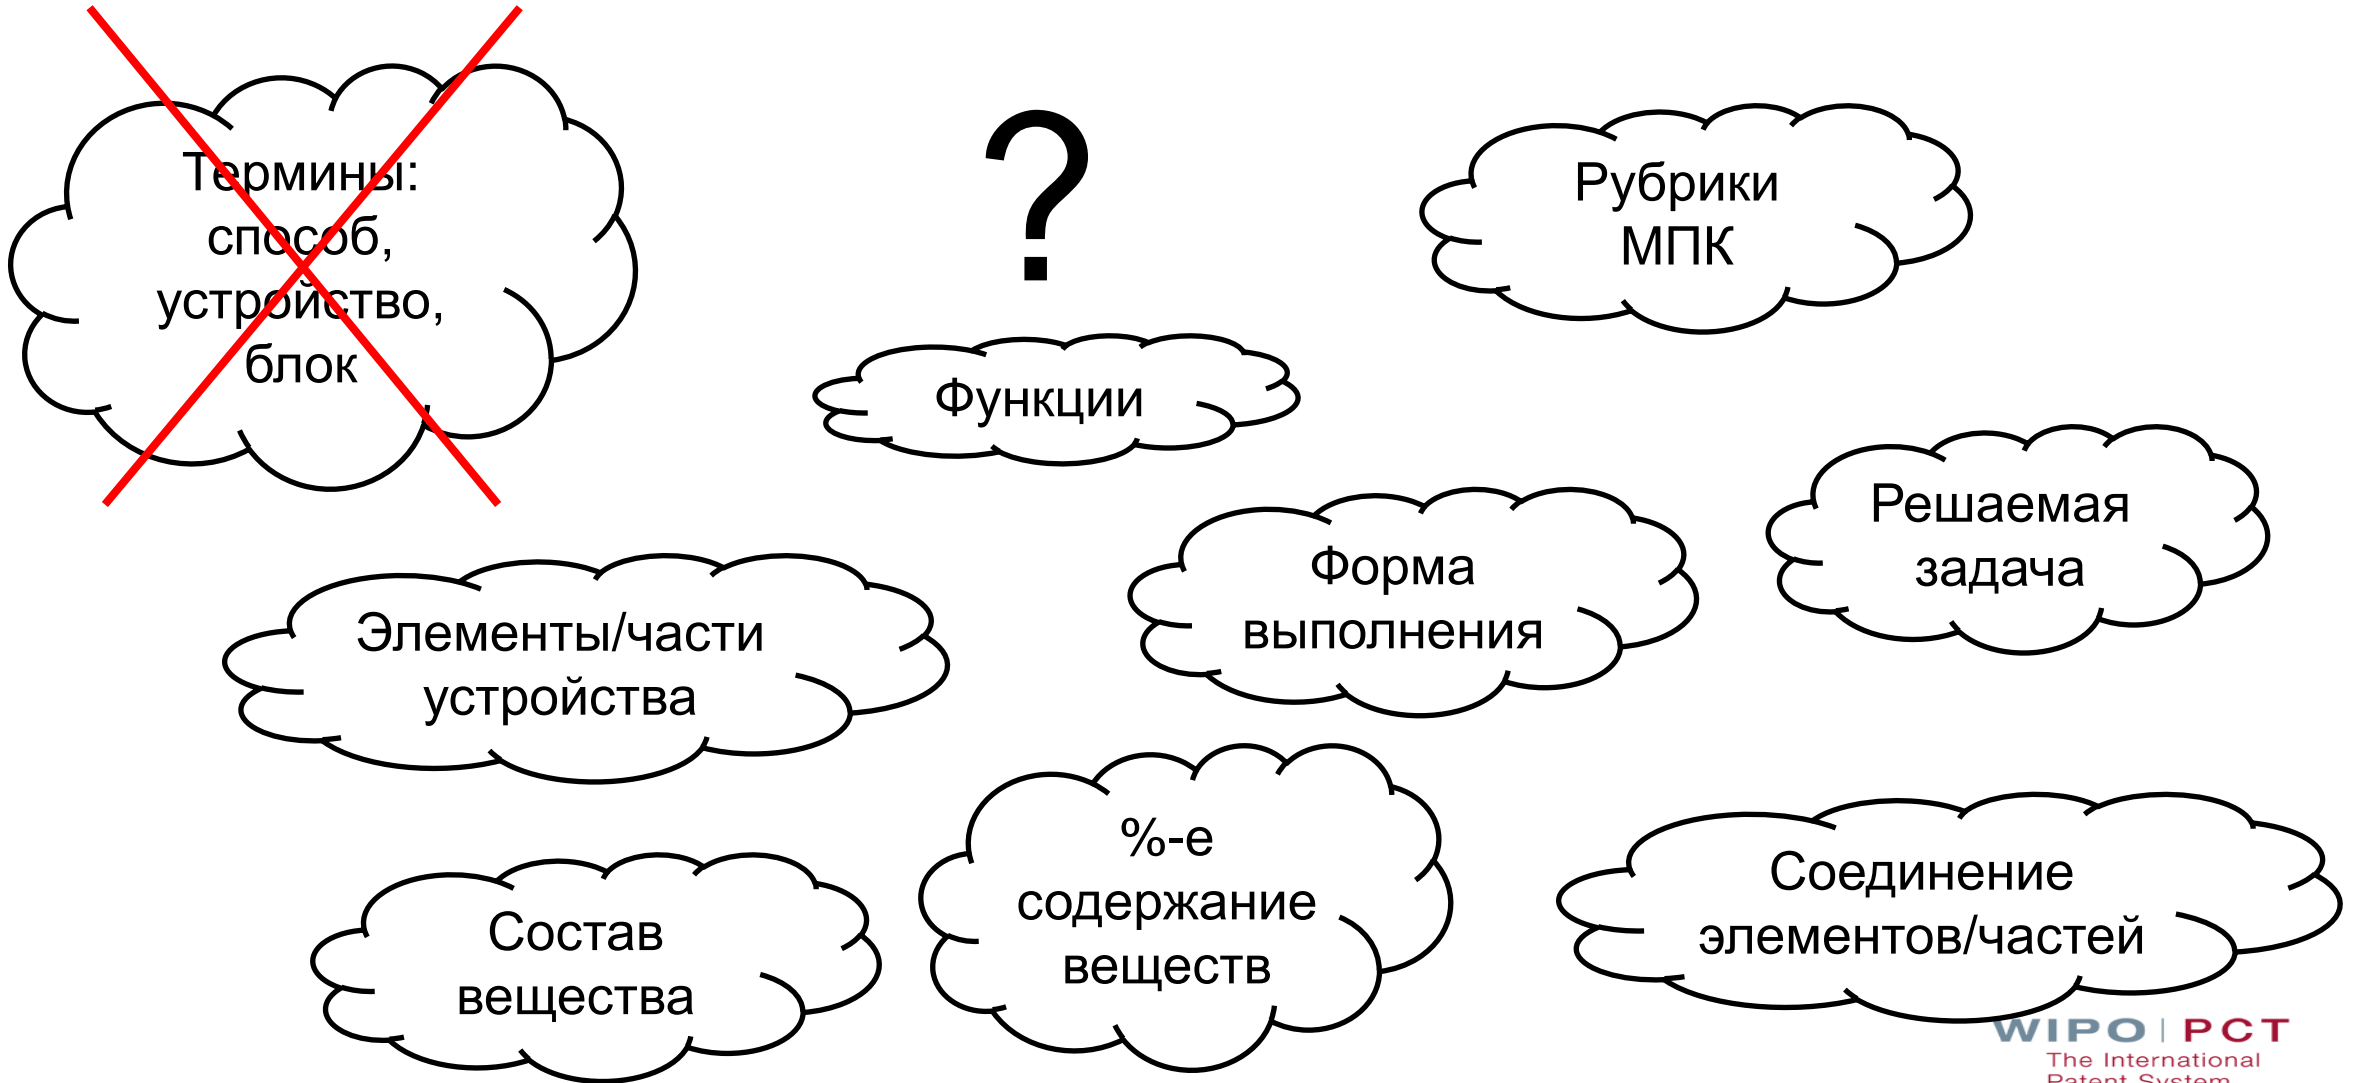 Термины:
способ,
устройство,
блок
?
Рубрики
МПК
Функции
Решаемая
задача
Форма
выполнения
Элементы/части
устройства
%-е
содержание
веществ
Соединение
элементов/частей
Состав
вещества
WIPO | PCT
The International
Patent System